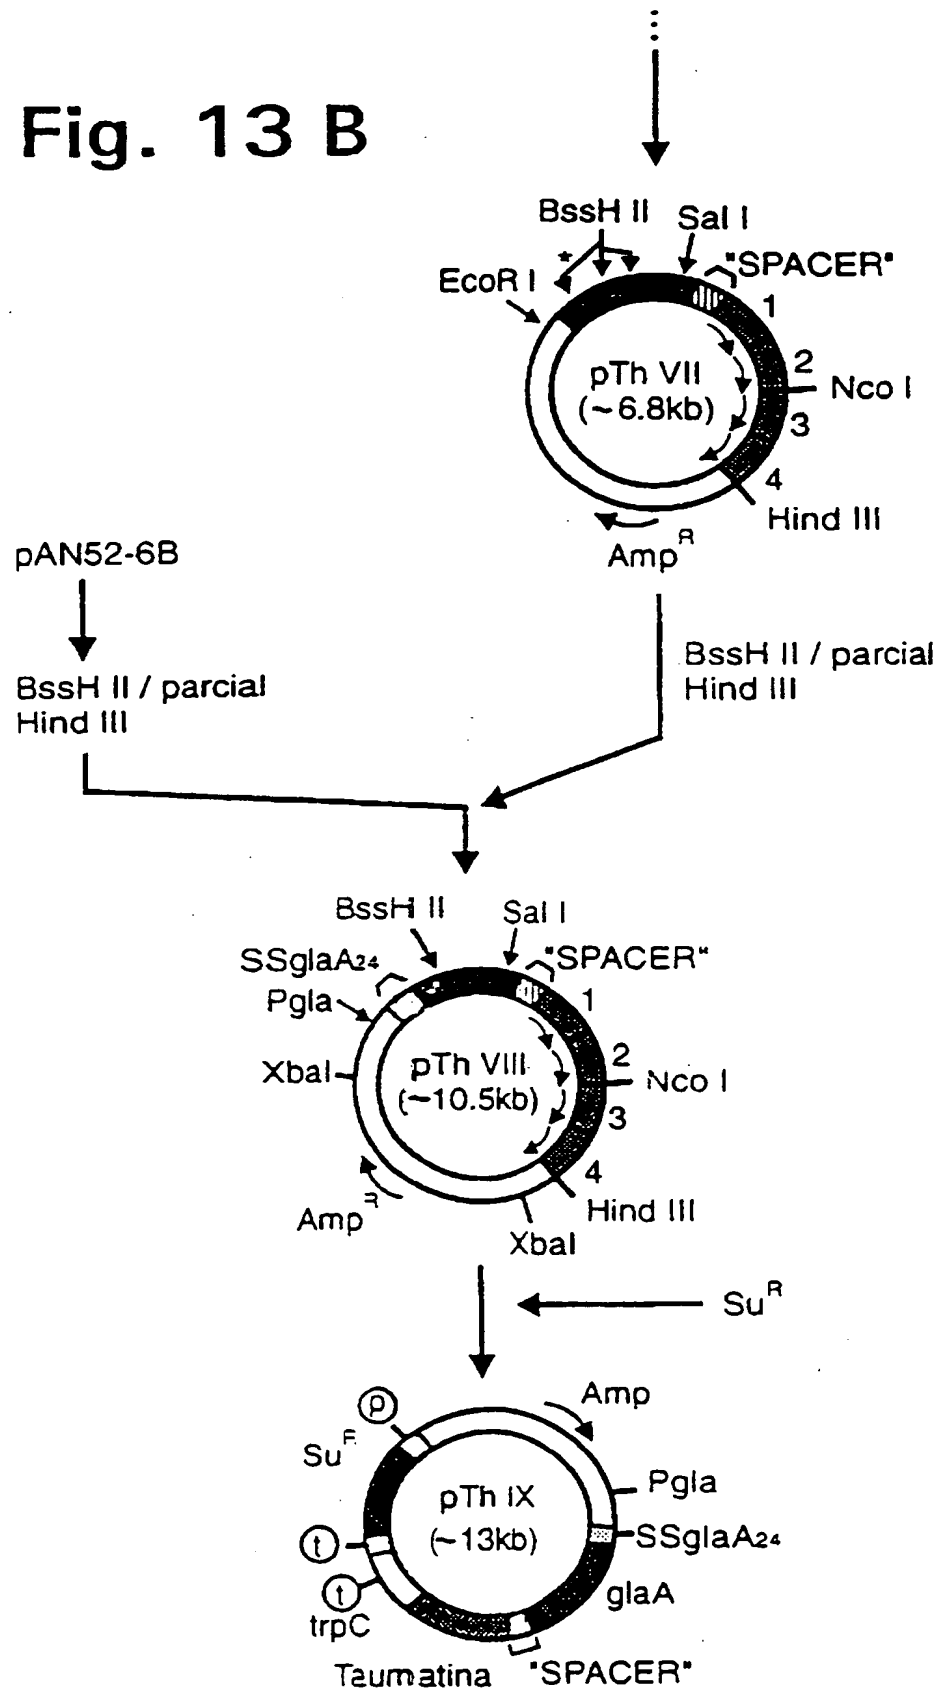 Fig. 13 B
BssH II
Sal I
*
"SPACER"
EcoR I
1
2
pTh VII
(~6.8kb)
Nco I
3
4
Hind III
Amp R
pAN52-6B
BssH II / parcial
Hind III
BssH II / parcial
Hind III
BssH II
Sal I
SSglaA24
"SPACER"
Pgla
1
2
XbaI
pTh VIII
(~10.5kb)
Nco I
3
4
Hind III
Amp R
XbaI
Su R
p
Amp
Su R
Pgla
pTh IX
(~13kb)
SSglaA24
t
glaA
t
trpC
Taumatina
"SPACER"